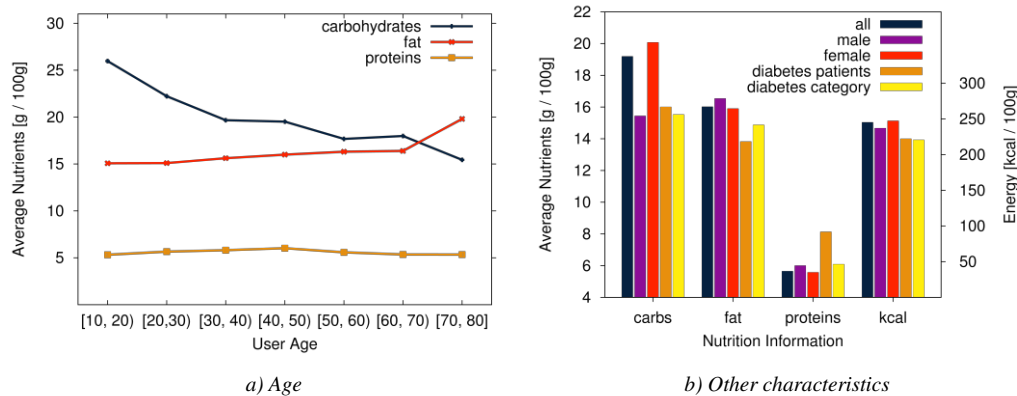 30
25
20
15
10
5
carbohydrates
fat
proteins
Average Nutrients [g / 100g]
[10, 20) [20,30) [30, 40) [40, 50) [50, 60) [60, 70) [70, 80]
User Age
a) Age
22
20
18
16
14
12
10
8
6
4
all
male
female
diabetes patients
diabetes category
Average Nutrients [g / 100g]
300
250
200
150
100
50
Energy [kcal / 100g]
carbs fat proteins kcal
Nutrition Information
b) Other characteristics